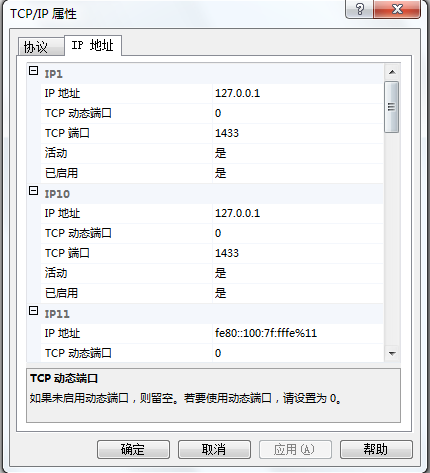 TCP/IP 属性
协议
IP 地址
IP1
IP 地址 127.0.0.1
TCP 动态端口 0
TCP 端口 1433
活动 是
已启用 是
IP10
IP 地址 127.0.0.1
TCP 动态端口 0
TCP 端口 1433
活动 是
已启用 是
IP11
IP 地址 fe80::100:7f:fffe%11
TCP 动态端口 0
TCP 动态端口
如果未启用动态端口，则留空。若要使用动态端口，请设置为 0。
确定
取消
应用(A)
帮助